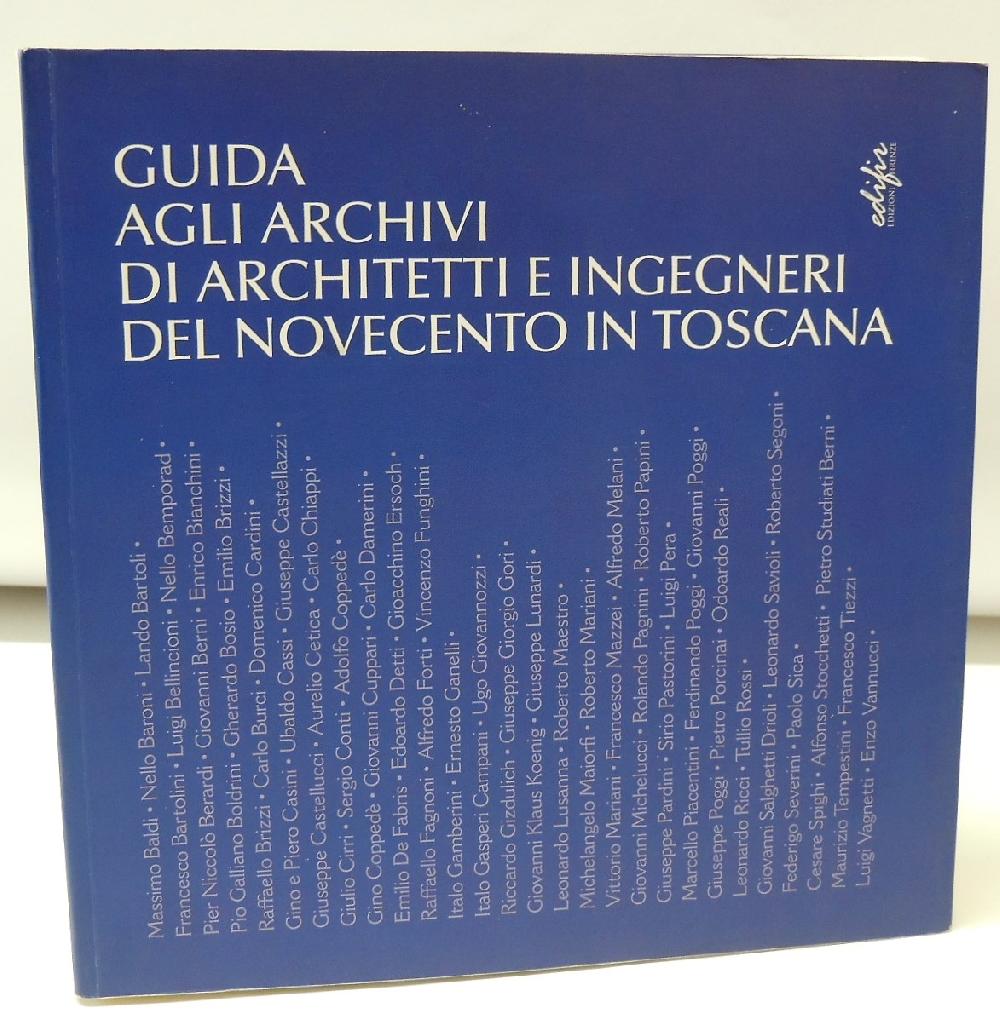 GUIDA
AGLI ARCHIVI
DI ARCHITETTI E INGEGNERI
DEL NOVECENTO IN TOSCANA
edifir
EDIZIONI FIRENZE
Massimo Baldi • Nello Baroni • Lando Bartoli •
Francesco Bartolini • Luigi Bellincioni • Nello Bemporad •
Pier Niccolò Berardi • Giovanni Berni • Enrico Bianchini •
Pio Galliano Boldrini • Gherardo Bosio • Emilio Brizzi •
Raffaello Brizzi • Carlo Burci • Domenico Cardini •
Gino e Piero Casini • Ubaldo Cassi • Giuseppe Castellazzi •
Giuseppe Castellucci • Aurelio Cetica • Carlo Chiappi •
Giulio Cirri • Sergio Conti • Adolfo Coppedè •
Gino Coppedè • Giovanni Cuppari • Carlo Damerini •
Emilio De Fabris • Edoardo Detti • Gioacchino Ersoch •
Raffaello Fagnoni • Alfredo Forti • Vincenzo Funghini •
Italo Gamberini • Ernesto Ganelli •
Italo Gasperi Campani • Ugo Giovannozzi •
Riccardo Gizdulich • Giuseppe Giorgio Gori •
Giovanni Klaus Koenig • Giuseppe Lunardi •
Leonardo Lusanna • Roberto Maestro •
Michelangelo Maiorfi • Roberto Mariani •
Vittorio Mariani • Francesco Mazzei • Alfredo Melani •
Giovanni Michelucci • Rolando Pagnini • Roberto Papini •
Giuseppe Pardini • Sirio Pastorini • Luigi Pera •
Marcello Piacentini • Ferdinando Poggi • Giovanni Poggi •
Giuseppe Poggi • Pietro Porcinai • Odoardo Reali •
Leonardo Ricci • Tullio Rossi •
Giovanni Salghetti Drioli • Leonardo Savioli • Roberto Segoni •
Federigo Severini • Paolo Sica •
Cesare Spighi • Alfonso Stocchetti • Pietro Studiati Berni •
Maurizio Tempestini • Francesco Tiezzi •
Luigi Vagnetti • Enzo Vannucci •